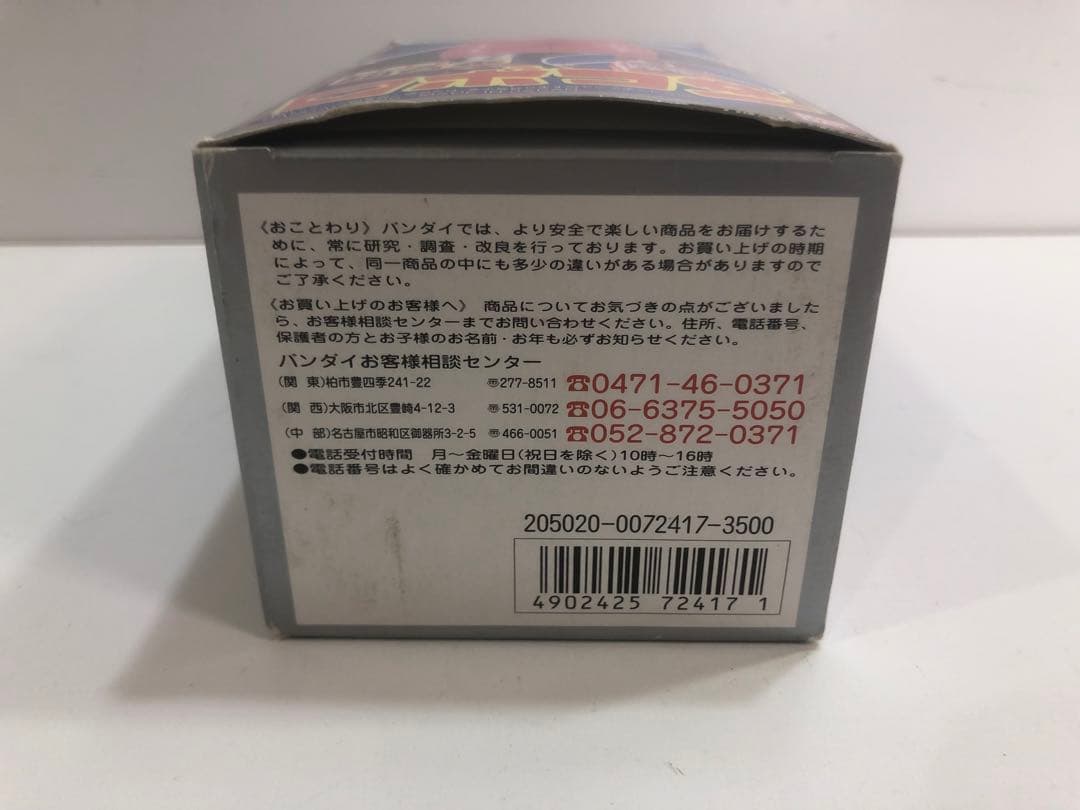 《おことわり》バンダイでは、より安全で楽しい商品をお届けするた
めに、常に研究・調査・改良を行っております。お買い上げの時期
によって、同一商品の中にも多少の違いがある場合がありますので
ご了承ください。
《お買い上げのお客様へ》 商品についてお気づきの点がございました
ら、お客様相談センターまでお問い合わせください。住所、電話番号、
保護者の方とお子様のお名前・お年も必ずお知らせください。
バンダイお客様相談センター
(関 東)柏市豊四季241-22 〠277-8511 ☎0471-46-0371
(関 西)大阪市北区豊崎4-12-3 〠531-0072 ☎06-6375-5050
(中 部)名古屋市昭和区御器所3-2-5 〠466-0051 ☎052-872-0371
●電話受付時間 月〜金曜日(祝日を除く)10時〜16時
●電話番号はよく確かめてお間違いのないようご注意ください。
205020-0072417-3500
4902425 72417 1